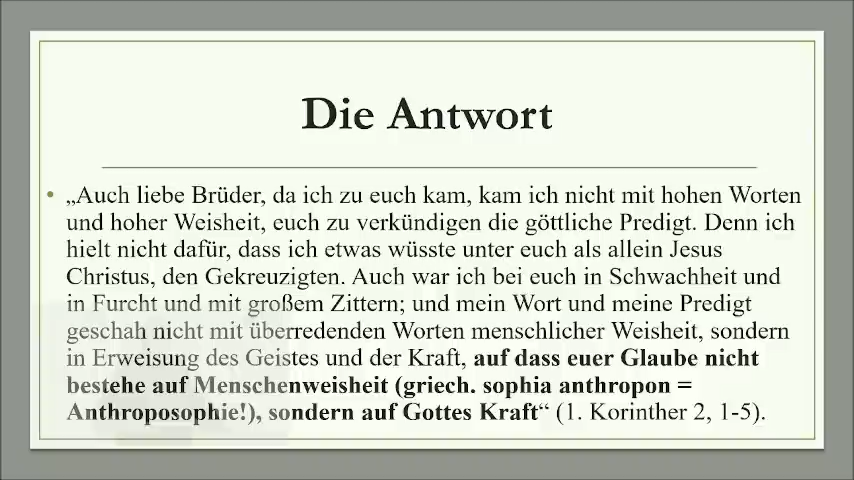 Die Antwort
• „Auch liebe Brüder, da ich zu euch kam, kam ich nicht mit hohen Worten
und hoher Weisheit, euch zu verkündigen die göttliche Predigt. Denn ich
hielt nicht dafür, dass ich etwas wüsste unter euch als allein Jesus
Christus, den Gekreuzigten. Auch war ich bei euch in Schwachheit und
in Furcht und mit großem Zittern; und mein Wort und meine Predigt
geschah nicht mit überredenden Worten menschlicher Weisheit, sondern
in Erweisung des Geistes und der Kraft, auf dass euer Glaube nicht
bestehe auf Menschenweisheit (griech. sophia anthropon =
Anthroposophie!), sondern auf Gottes Kraft“ (1. Korinther 2, 1-5).